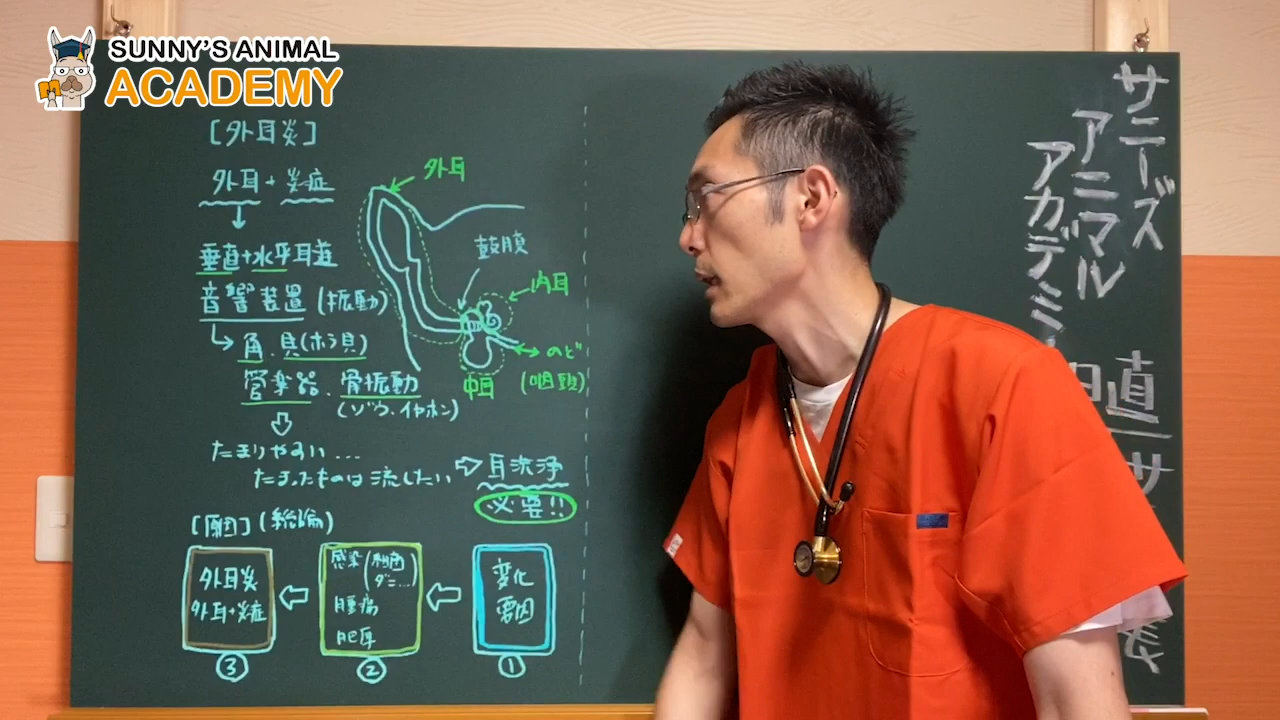 SUNNY'S ANIMAL
ACADEMY
[外耳炎]
外耳+炎症
垂直+水平耳道
音響装置(振動)
角.貝(ホラ貝)
管楽器.骨振動
(ゾウ.イヤホン)
たまりやすい...
たまったものは流したい
耳洗浄
必要!!
外耳
鼓膜
内耳
のど
(咽頭)
中耳
[原因](総論)
外耳炎
外耳+炎症
③
感染(細菌
ダニ...)
腫瘍
肥厚
②
変化
要因
①
サニーズ
アニマル
アカデミー
直